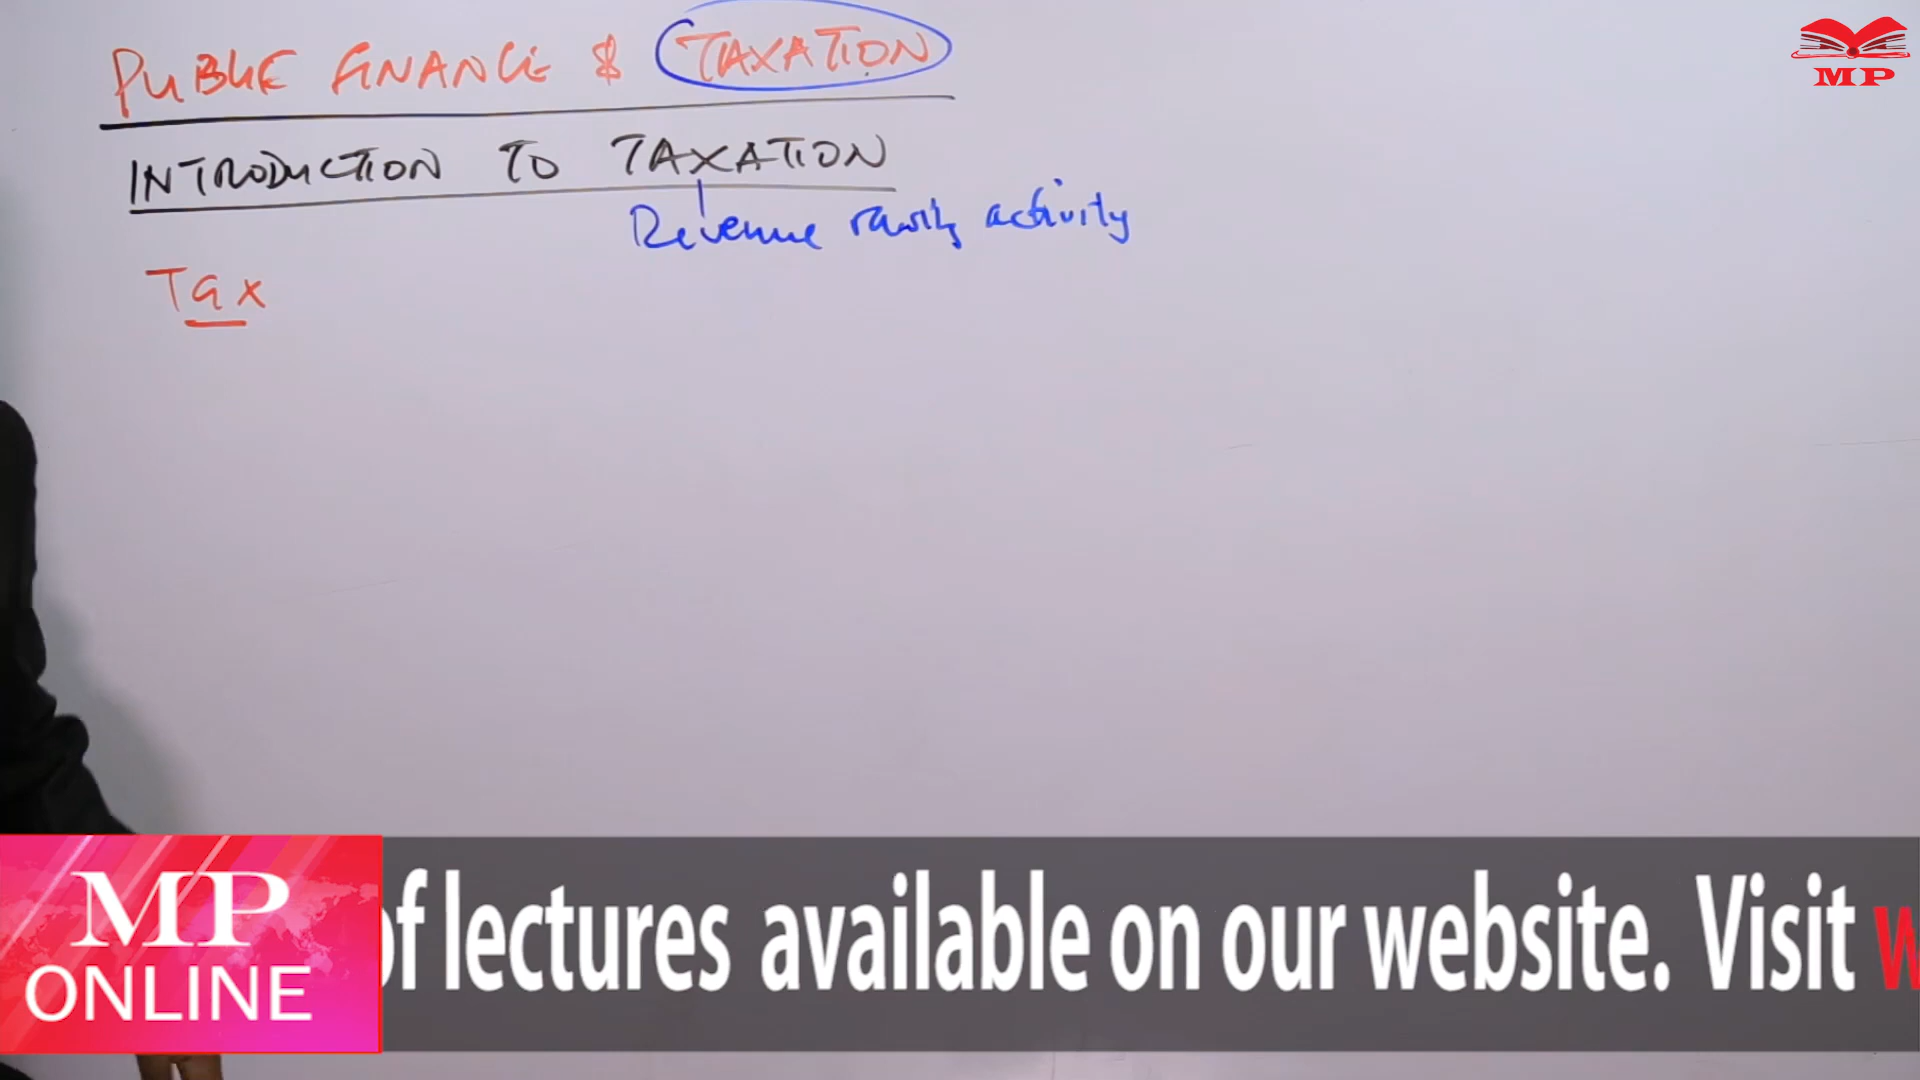 PUBLIC FINANCE & TAXATION
INTRODUCTION TO TAXATION
Revenue raising activity
Tax
MP
MP
ONLINE
of lectures available on our website. Visit w